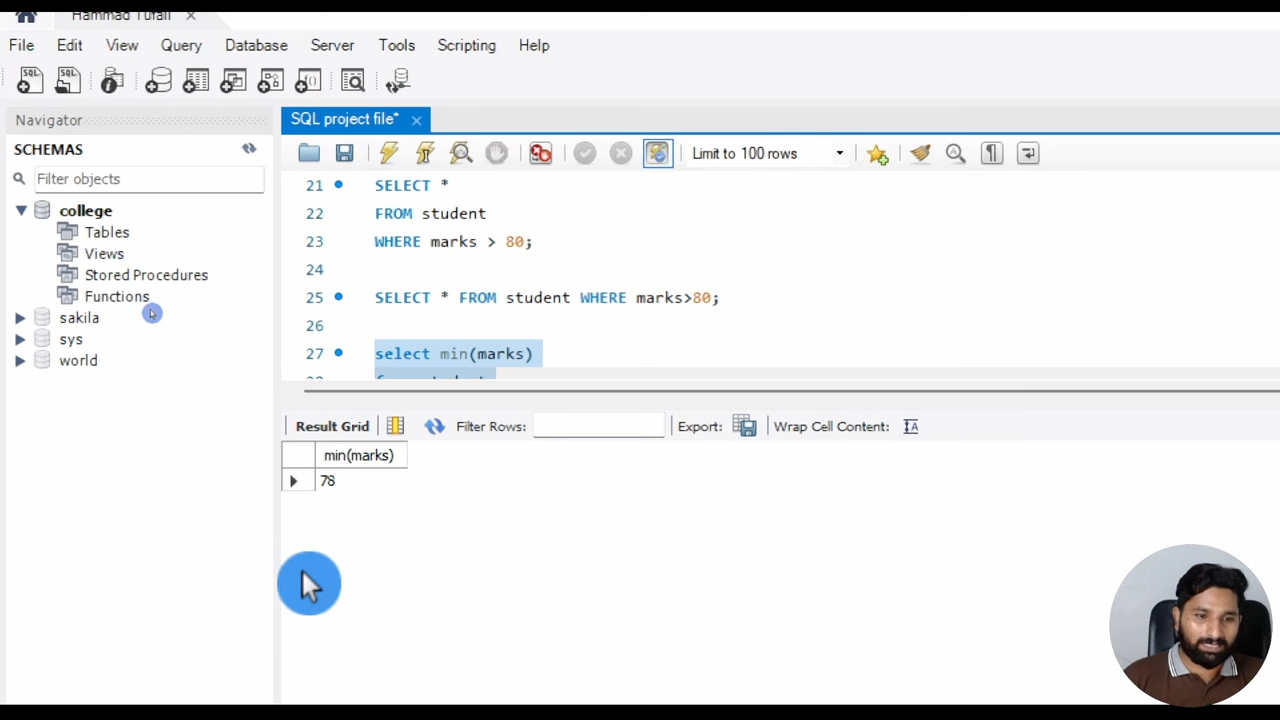 Hammad Tufail ×
File Edit View Query Database Server Tools Scripting Help
SQL SQL
Navigator
SQL project file* ×
SCHEMAS
Limit to 100 rows
Filter objects
college
Tables
Views
Stored Procedures
Functions
sakila
sys
world
21 SELECT *
22 FROM student
23 WHERE marks > 80;
24
25 SELECT * FROM student WHERE marks>80;
26
27 select min(marks)
Result Grid Filter Rows: Export: Wrap Cell Content: IA
min(marks)
78